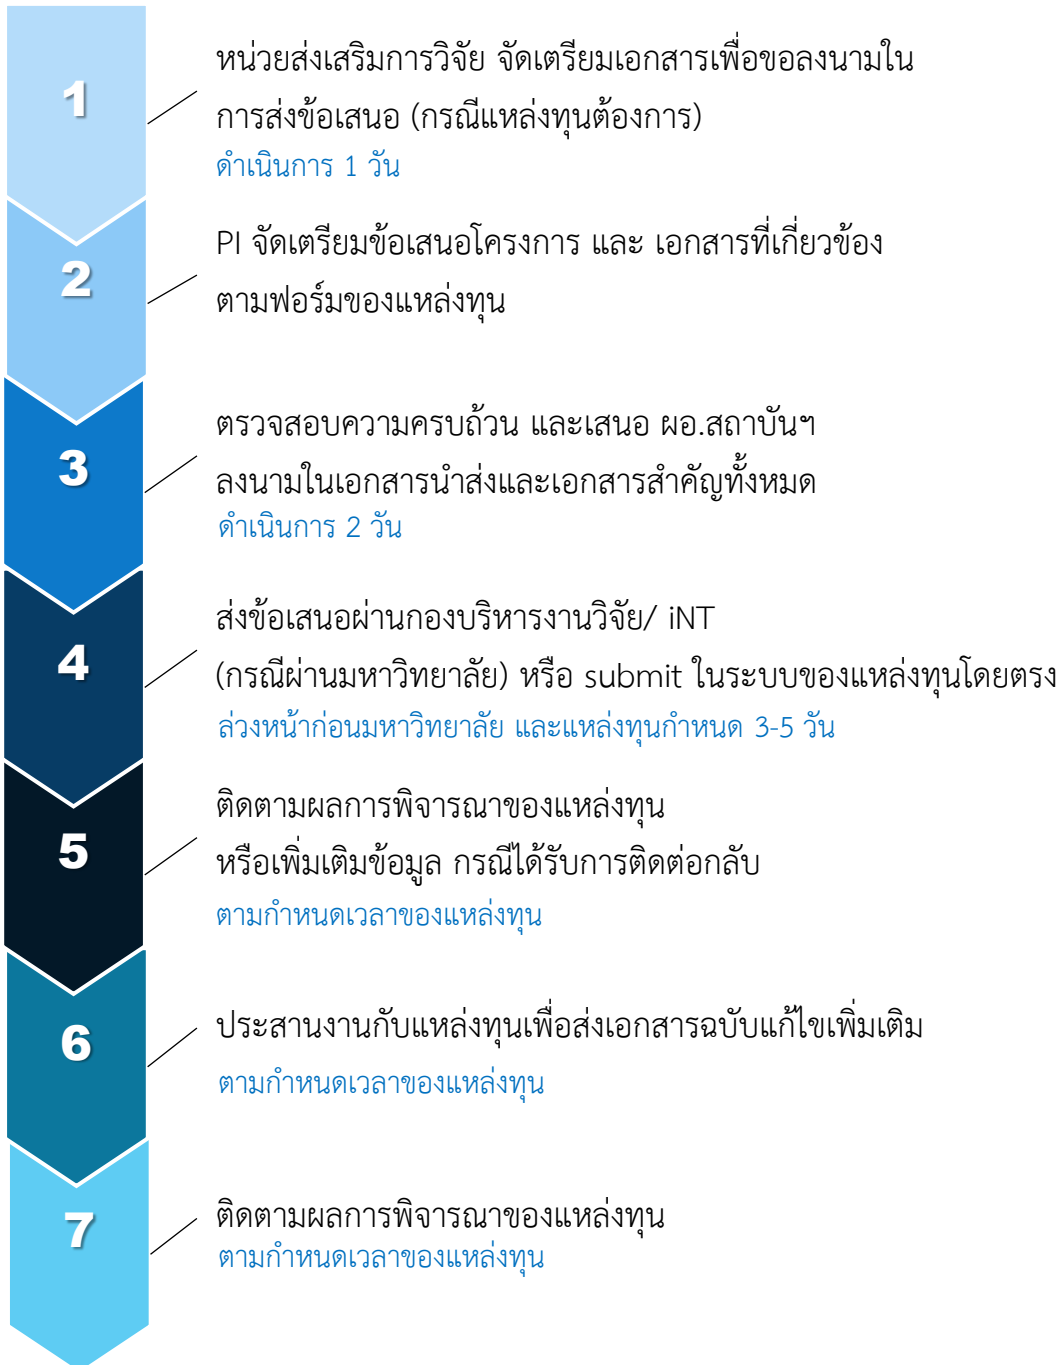 1
หน่วยส่งเสริมการวิจัย จัดเตรียมเอกสารเพื่อขอลงนามใน
การส่งข้อเสนอ (กรณีแหล่งทุนต้องการ)
ดำเนินการ 1 วัน
2
PI จัดเตรียมข้อเสนอโครงการ และ เอกสารที่เกี่ยวข้อง
ตามฟอร์มของแหล่งทุน
3
ตรวจสอบความครบถ้วน และเสนอ ผอ.สถาบันฯ
ลงนามในเอกสารนำส่งและเอกสารสำคัญทั้งหมด
ดำเนินการ 2 วัน
4
ส่งข้อเสนอผ่านกองบริหารงานวิจัย/ iNT
(กรณีผ่านมหาวิทยาลัย) หรือ submit ในระบบของแหล่งทุนโดยตรง
ล่วงหน้าก่อนมหาวิทยาลัย และแหล่งทุนกำหนด 3-5 วัน
5
ติดตามผลการพิจารณาของแหล่งทุน
หรือเพิ่มเติมข้อมูล กรณีได้รับการติดต่อกลับ
ตามกำหนดเวลาของแหล่งทุน
6
ประสานงานกับแหล่งทุนเพื่อส่งเอกสารฉบับแก้ไขเพิ่มเติม
ตามกำหนดเวลาของแหล่งทุน
7
ติดตามผลการพิจารณาของแหล่งทุน
ตามกำหนดเวลาของแหล่งทุน